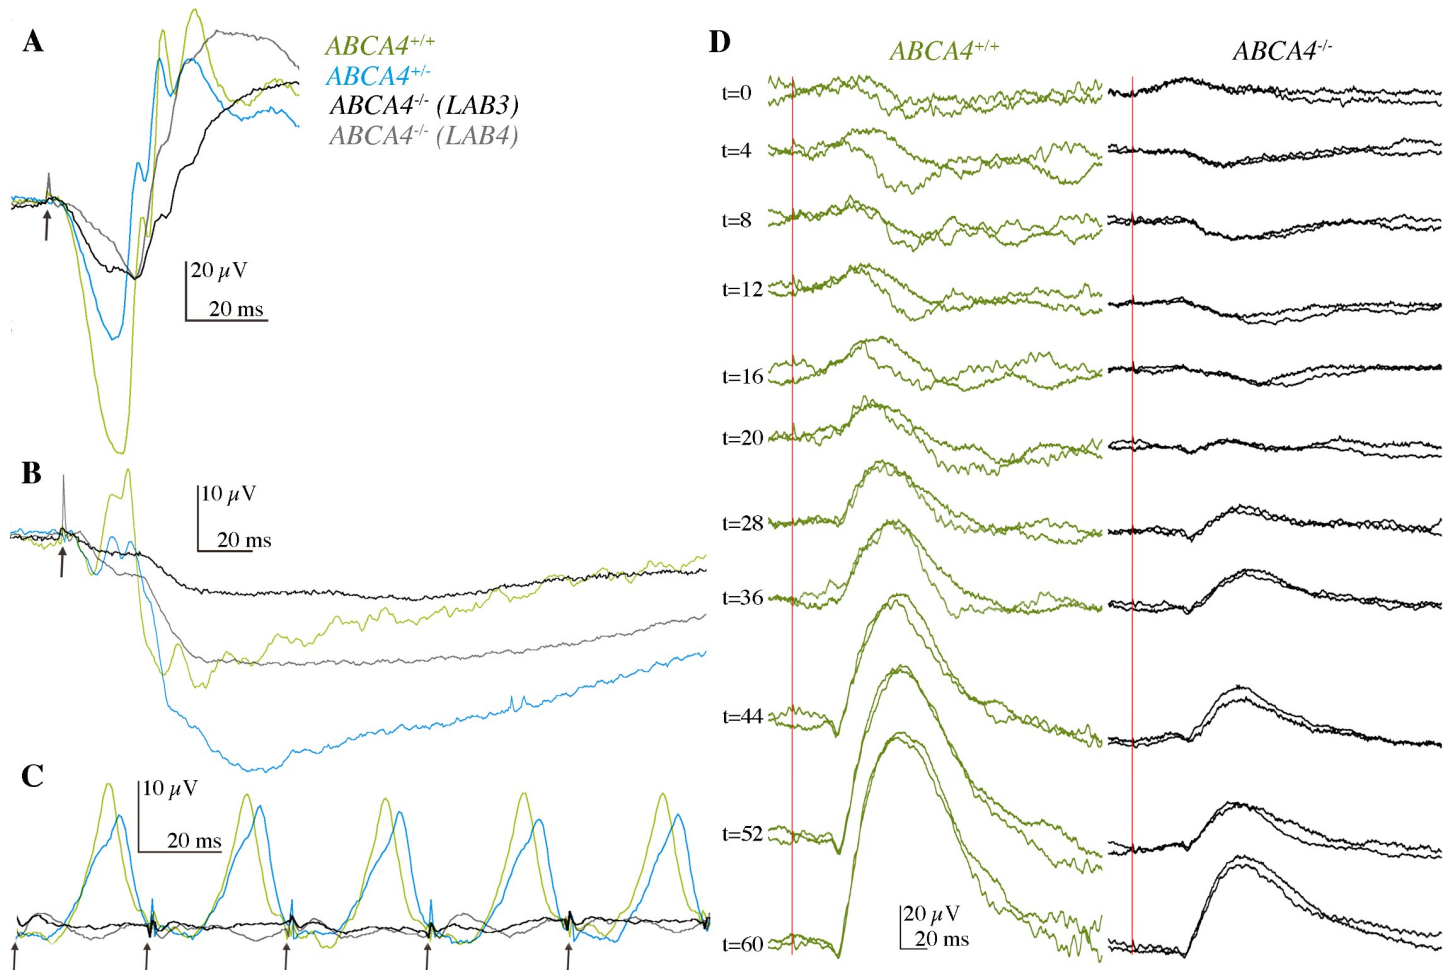 A
ABCA4+/+
ABCA4+/-
ABCA4-/- (LAB3)
ABCA4-/- (LAB4)
20 µV
20 ms
B
10 µV
20 ms
C
10 µV
20 ms
D
ABCA4+/+
ABCA4-/-
t=0
t=4
t=8
t=12
t=16
t=20
t=28
t=36
t=44
t=52
t=60
20 µV
20 ms